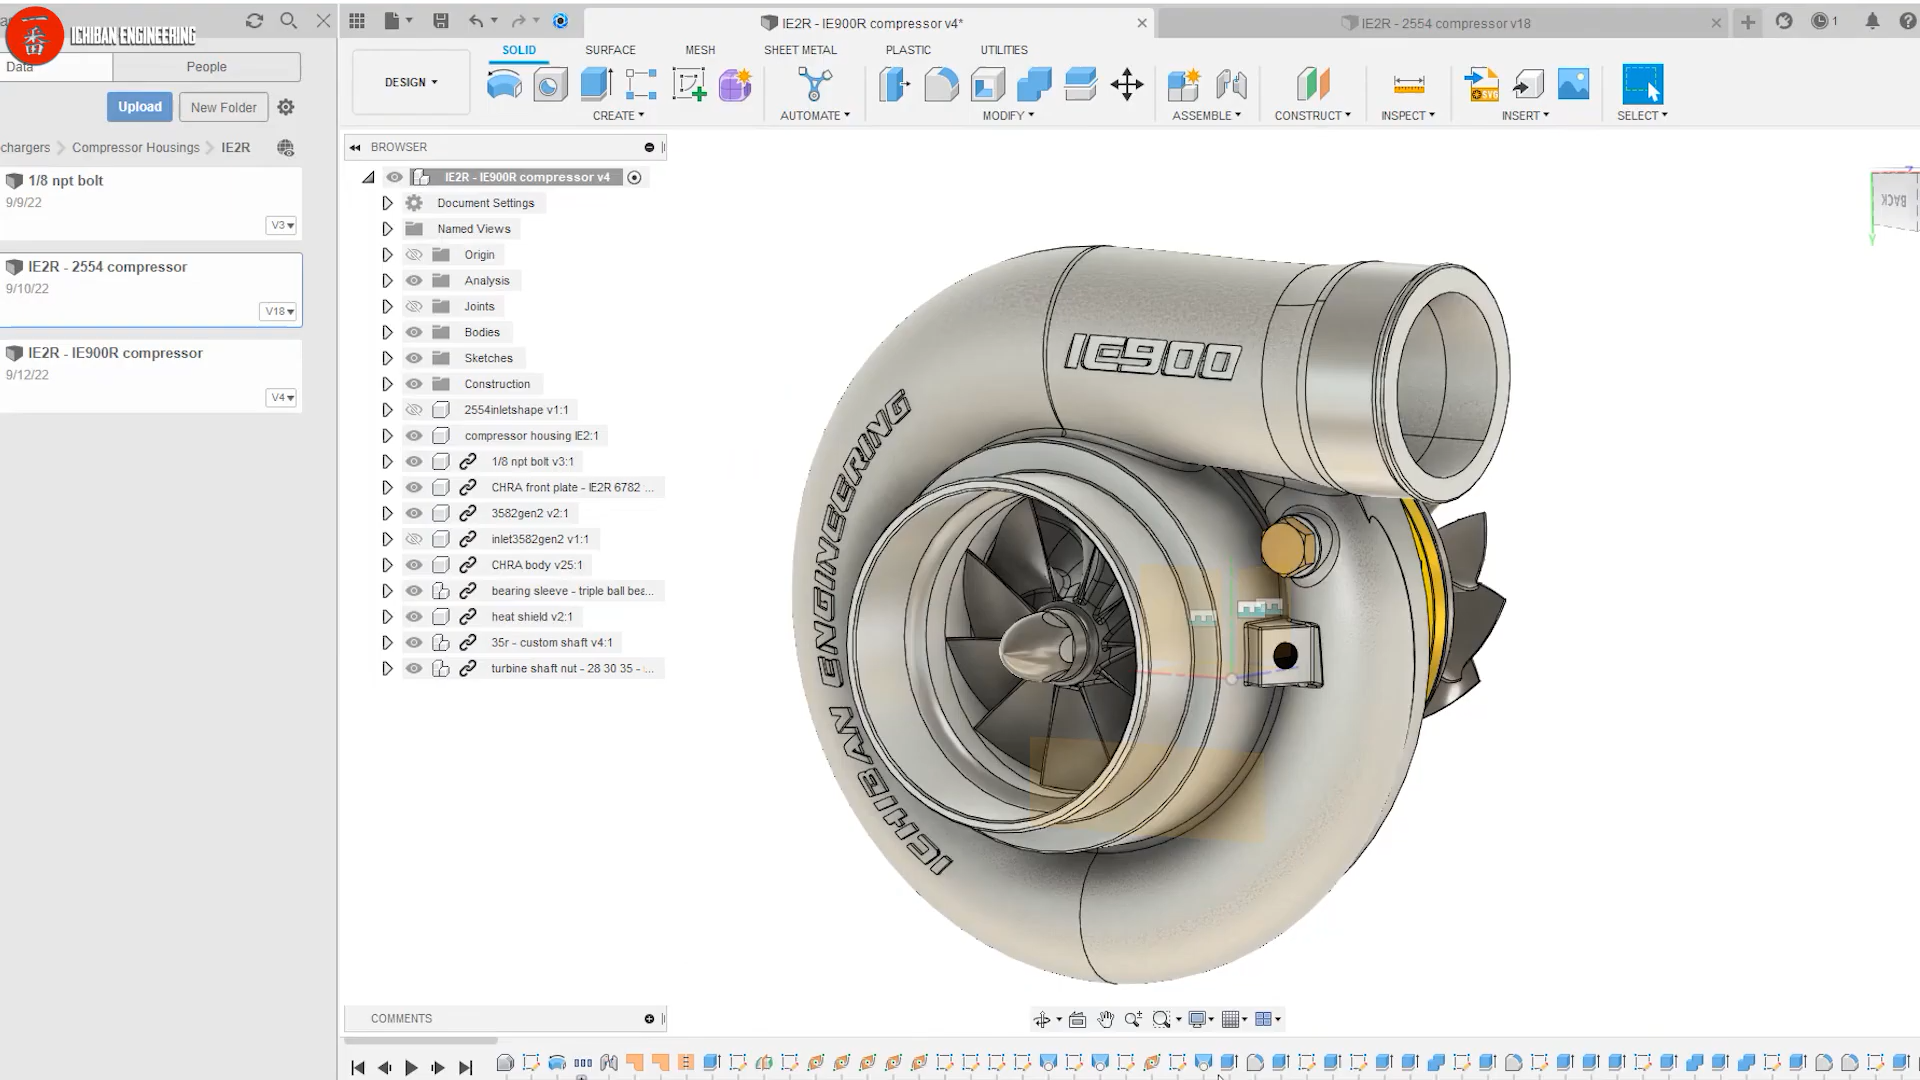 一番
ICHIBAN ENGINEERING
Data
People
Upload
New Folder
chargers
Compressor Housings
IE2R
1/8 npt bolt
9/9/22
V3
IE2R - 2554 compressor
9/10/22
V18
IE2R - IE900R compressor
9/12/22
V4
IE2R - IE900R compressor v4*
IE2R - 2554 compressor v18
1
DESIGN
SOLID
SURFACE
MESH
SHEET METAL
PLASTIC
UTILITIES
CREATE
AUTOMATE
MODIFY
ASSEMBLE
CONSTRUCT
INSPECT
SVG
INSERT
SELECT
BROWSER
IE2R - IE900R compressor v4
Document Settings
Named Views
Origin
Analysis
Joints
Bodies
Sketches
Construction
2554inletshape v1:1
compressor housing IE2:1
1/8 npt bolt v3:1
CHRA front plate - IE2R 6782 ...
3582gen2 v2:1
inlet3582gen2 v1:1
CHRA body v25:1
bearing sleeve - triple ball bea...
heat shield v2:1
35r - custom shaft v4:1
turbine shaft nut - 28 30 35 - ...
IE900
ICHIBAN ENGINEERING
BACK
Z
Y
COMMENTS